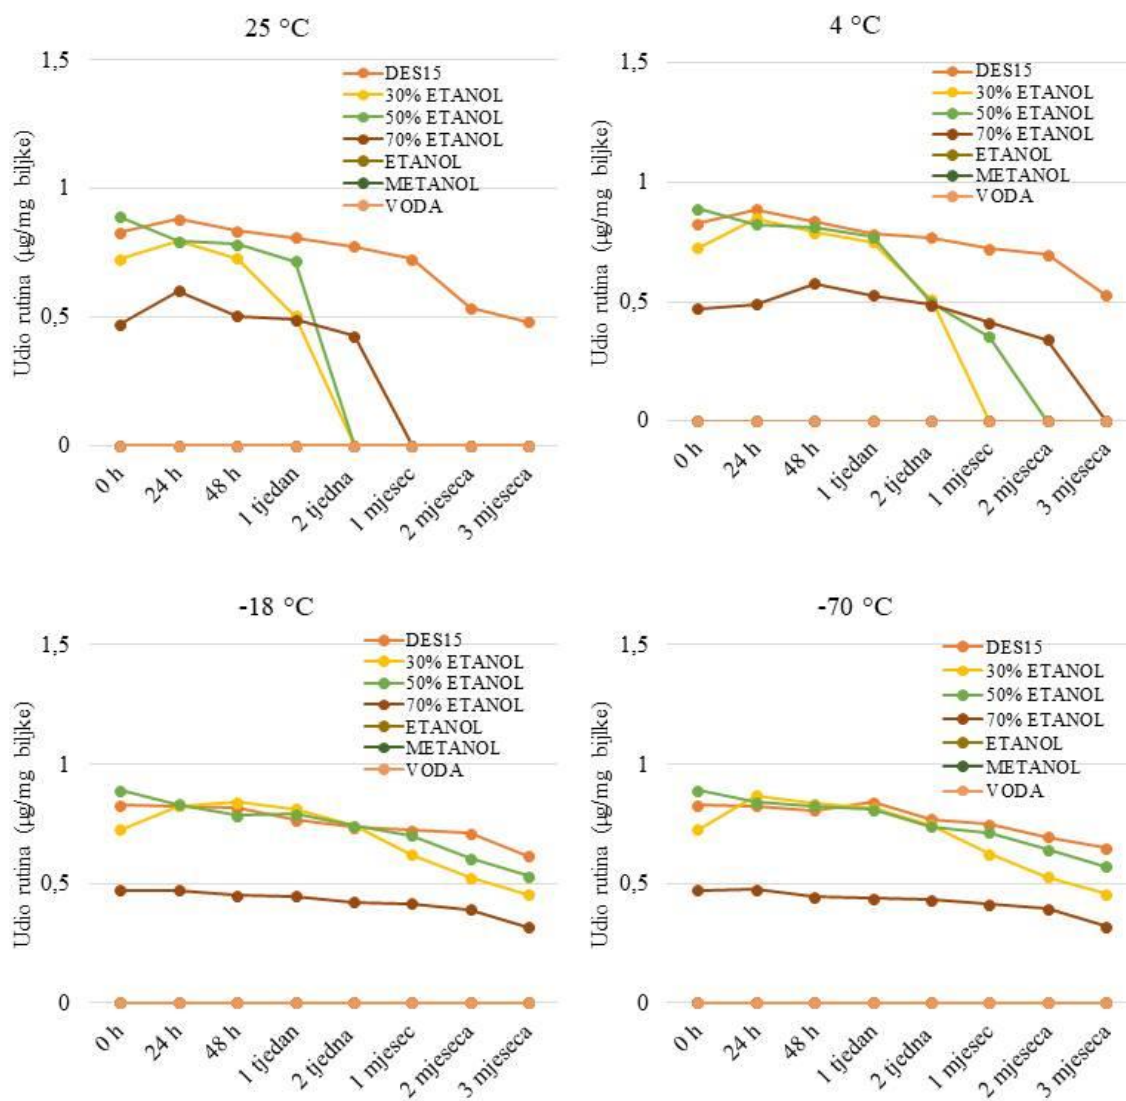 25 °C
1,5
1
0,5
0
Udio rutina (µg/mg biljke)
DES15
30% ETANOL
50% ETANOL
70% ETANOL
ETANOL
METANOL
VODA
0 h
24 h
48 h
1 tjedan
2 tjedna
1 mjesec
2 mjeseca
3 mjeseca
4 °C
1,5
1
0,5
0
Udio rutina (µg/mg biljke)
DES15
30% ETANOL
50% ETANOL
70% ETANOL
ETANOL
METANOL
VODA
0 h
24 h
48 h
1 tjedan
2 tjedna
1 mjesec
2 mjeseca
3 mjeseca
-18 °C
1,5
1
0,5
0
Udio rutina (µg/mg biljke)
DES15
30% ETANOL
50% ETANOL
70% ETANOL
ETANOL
METANOL
VODA
0 h
24 h
48 h
1 tjedan
2 tjedna
1 mjesec
2 mjeseca
3 mjeseca
-70 °C
1,5
1
0,5
0
Udio rutina (µg/mg biljke)
DES15
30% ETANOL
50% ETANOL
70% ETANOL
ETANOL
METANOL
VODA
0 h
24 h
48 h
1 tjedan
2 tjedna
1 mjesec
2 mjeseca
3 mjeseca